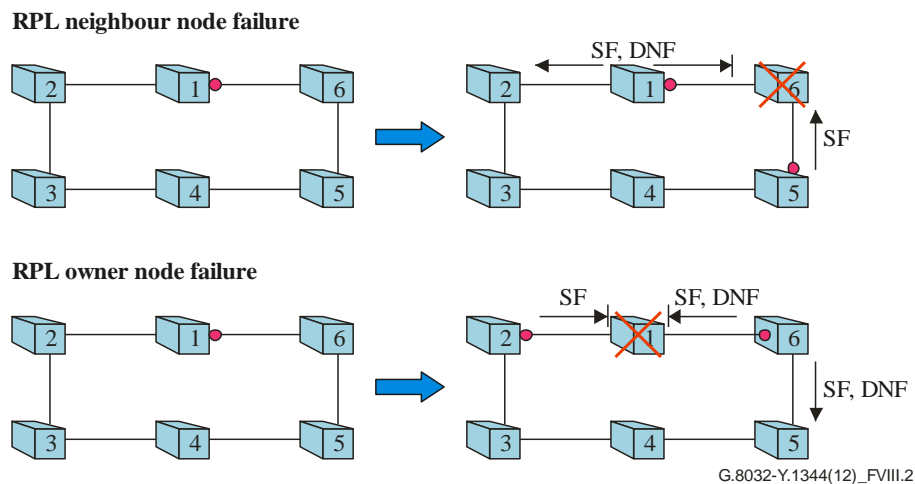 RPL neighbour node failure
SF, DNF
2 1 6 2 1 6
SF
3 4 5 3 4 5
RPL owner node failure
SF SF, DNF
2 1 6 2 1 6
SF, DNF
3 4 5 3 4 5
G.8032-Y.1344(12)_FVIII.2